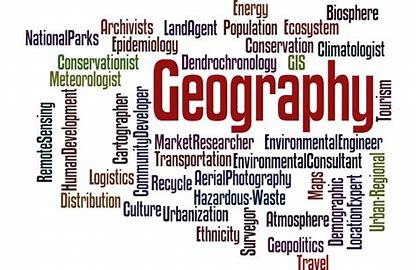 Energy
Biosphere
Archivists
LandAgent
Population
Ecosystem
NationalParks
Epidemiology
Conservation
Climatologist
Conservationist
Dendrochronology
GIS
Meteorologist
Geography
Tourism
RemoteSensing
HumanDevelopment
Cartographer
CommunityDeveloper
MarketResearcher
EnvironmentalEngineer
Transportation
EnvironmentalConsultant
Logistics
Recycle
AerialPhotography
Maps
Demographic
LocationExpert
Urban-Regional
Distribution
Culture
Hazardous-Waste
Urbanization
Atmosphere
Ethnicity
Surveyor
Geopolitics
Travel